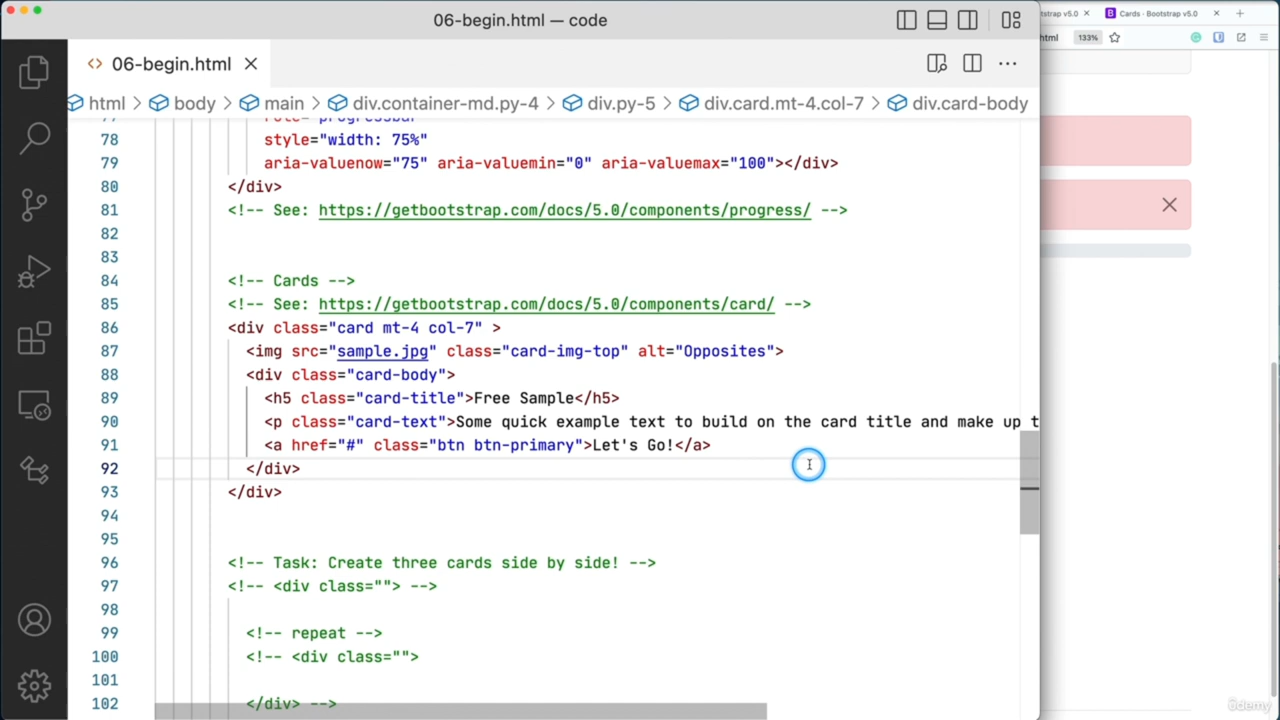 06-begin.html — code
tstrap v5.0
Cards · Bootstrap v5.0
html
133%
06-begin.html
html > body > main > div.container-md.py-4 > div.py-5 > div.card.mt-4.col-7 > div.card-body
77 role="progressbar"
78 style="width: 75%"
79 aria-valuenow="75" aria-valuemin="0" aria-valuemax="100"></div>
80 </div>
81 <!-- See: https://getbootstrap.com/docs/5.0/components/progress/ -->
82
83
84 <!-- Cards -->
85 <!-- See: https://getbootstrap.com/docs/5.0/components/card/ -->
86 <div class="card mt-4 col-7" >
87 <img src="sample.jpg" class="card-img-top" alt="Opposites">
88 <div class="card-body">
89 <h5 class="card-title">Free Sample</h5>
90 <p class="card-text">Some quick example text to build on the card title and make up t
91 <a href="#" class="btn btn-primary">Let's Go!</a>
92 </div>
93 </div>
94
95
96 <!-- Task: Create three cards side by side! -->
97 <!-- <div class=""> -->
98
99 <!-- repeat -->
100 <!-- <div class="">
101
102 </div> -->
ûdemy